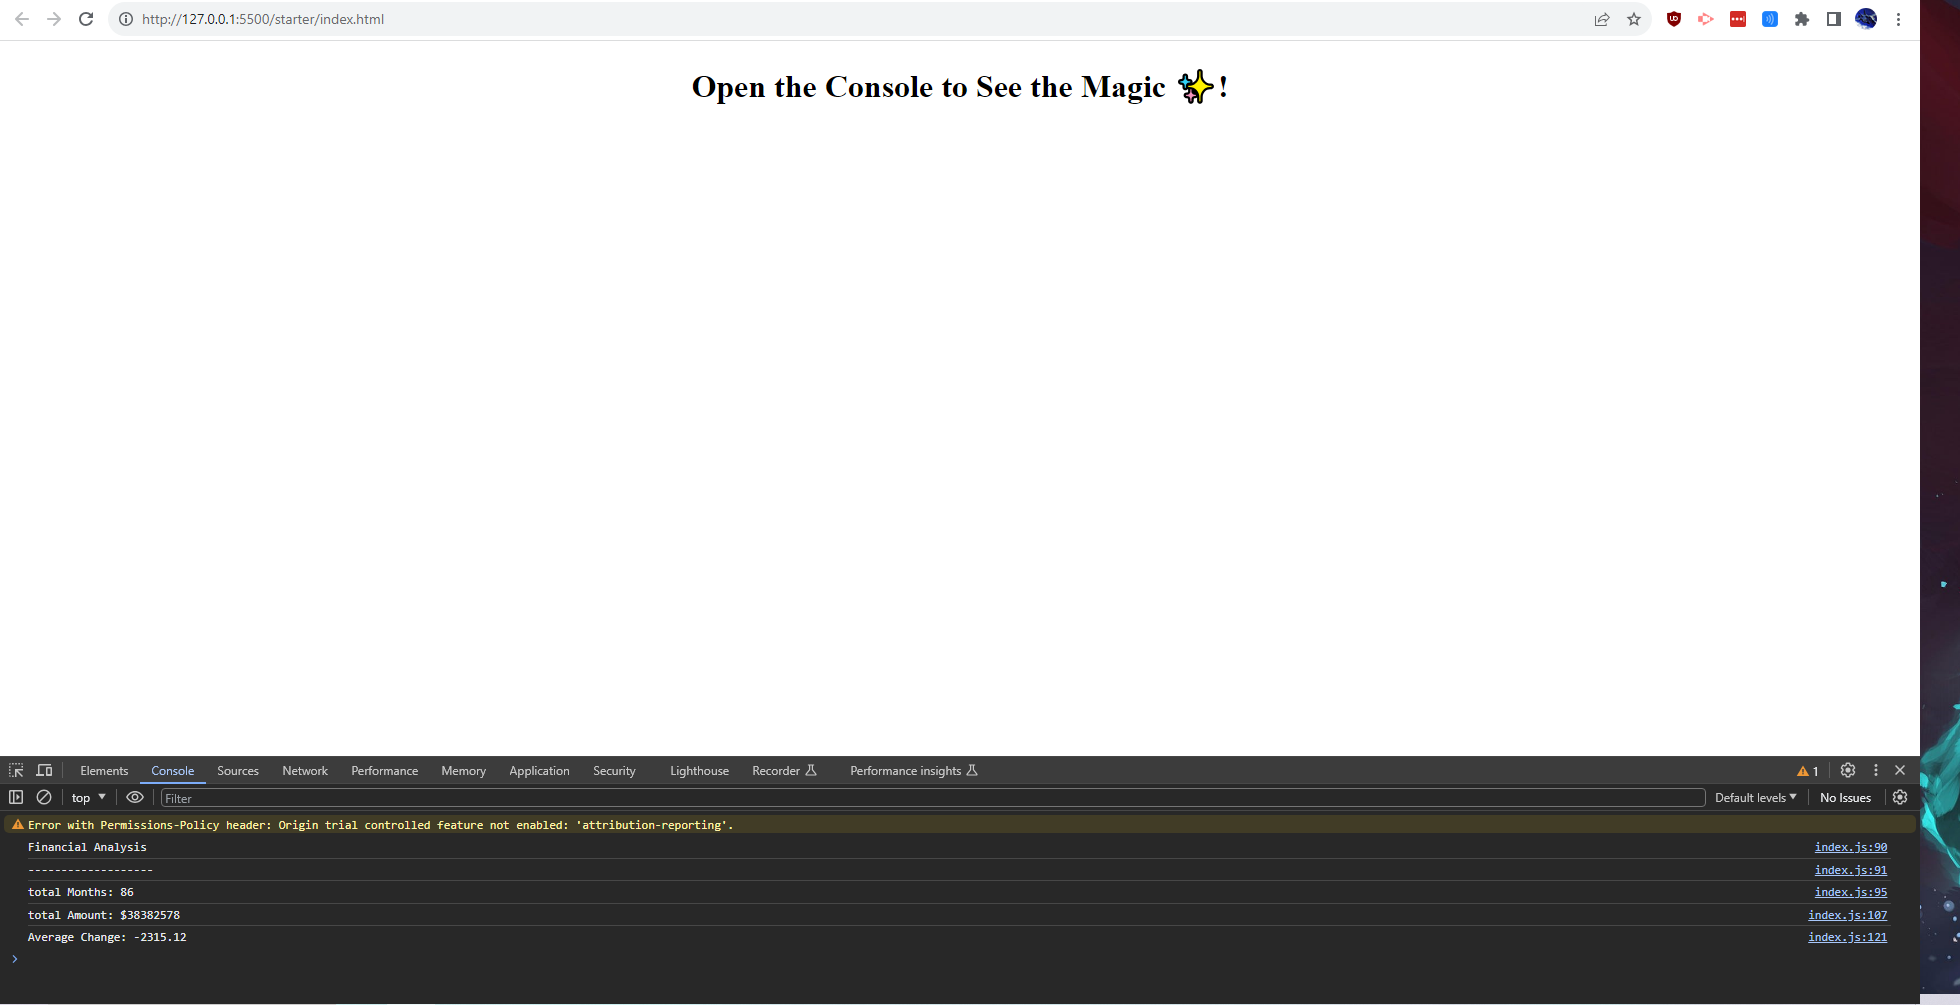 http://127.0.0.1:5500/starter/index.html
Open the Console to See the Magic ✨!
Elements Console Sources Network Performance Memory Application Security Lighthouse Recorder Performance insights 1
top Filter Default levels No Issues
Error with Permissions-Policy header: Origin trial controlled feature not enabled: 'attribution-reporting'.
Financial Analysis index.js:90
------------------- index.js:91
total Months: 86 index.js:95
total Amount: $38382578 index.js:107
Average Change: -2315.12 index.js:121